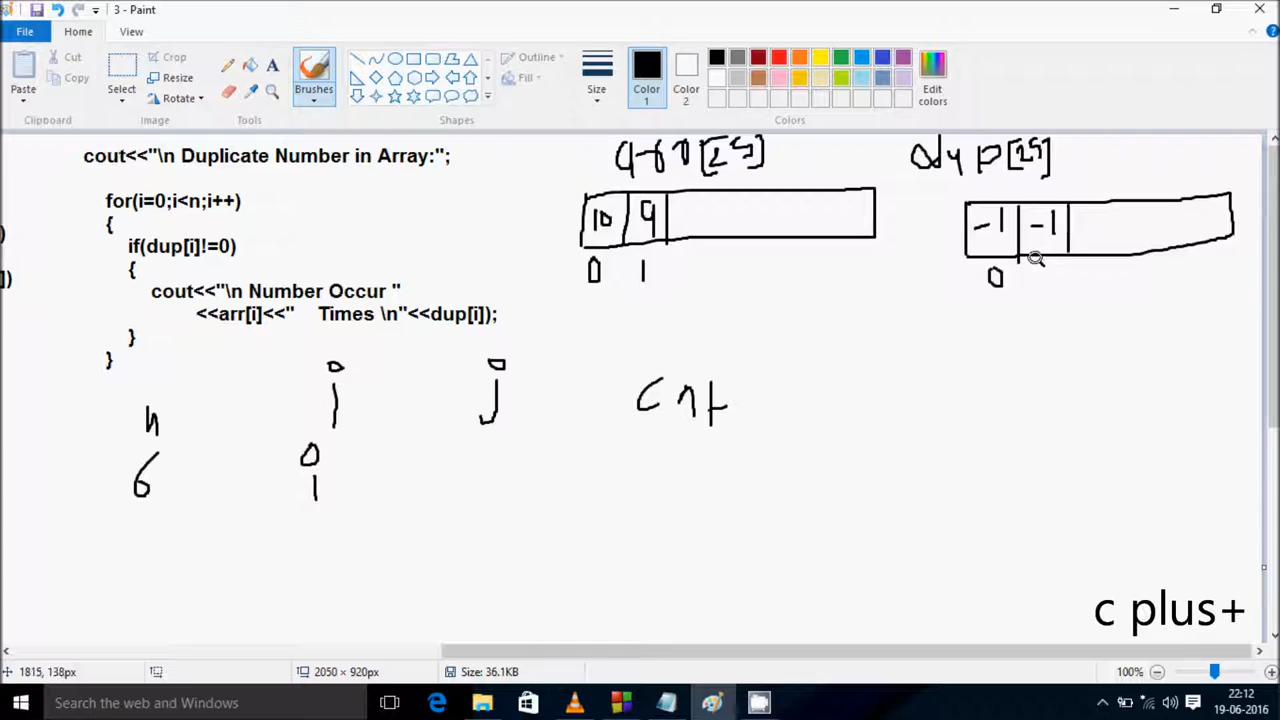 3 - Paint
File Home View
Paste Cut Copy Clipboard
Select Crop Resize Rotate Image
Tools
Brushes
Shapes
Outline Fill
Size
Color 1 Color 2
Edit colors
Colors
cout<<"\n Duplicate Number in Array:";
for(i=0;i<n;i++)
{
if(dup[i]!=0)
{
cout<<"\n Number Occur "
<<arr[i]<<" Times \n"<<dup[i]);
}
}
)
])
arr[25]
10 9
0 1
dup[25]
-1 -1
0
n i j cnt
6 0
1
c plus+
1815, 138px
2050 × 920px
Size: 36.1KB
100%
Search the web and Windows
22:12
19-06-2016